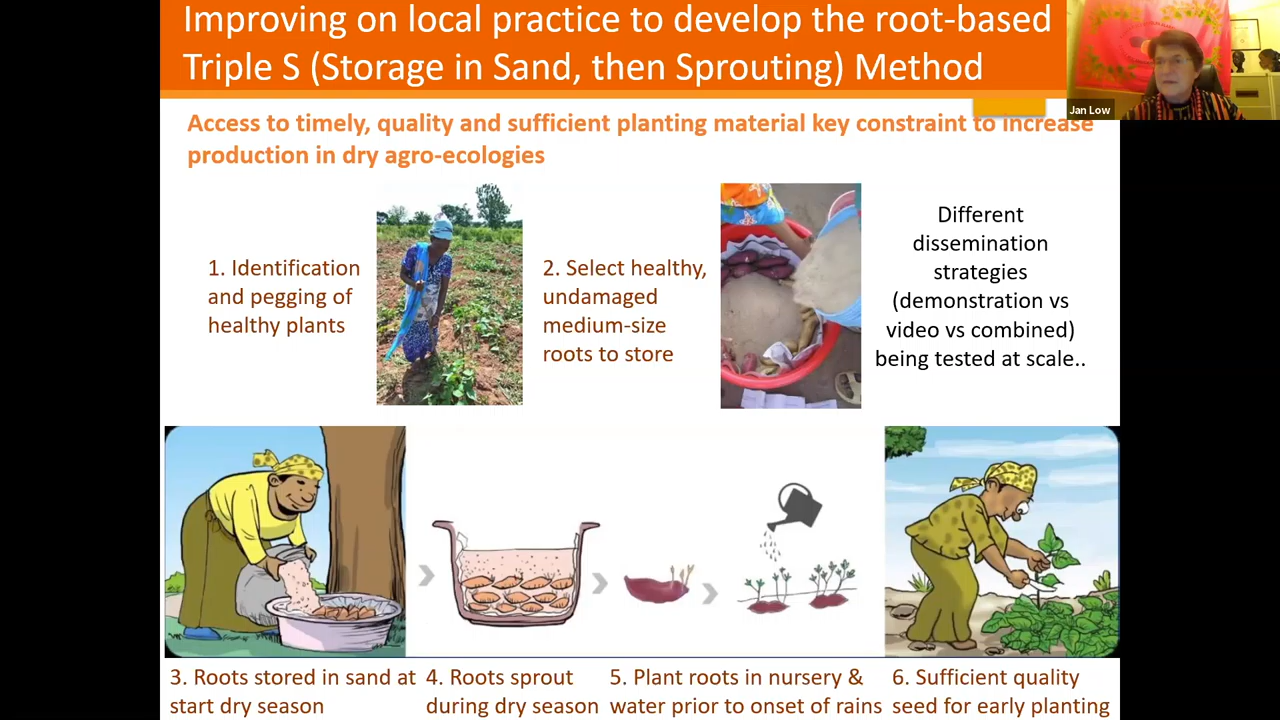 Improving on local practice to develop the root-based
Triple S (Storage in Sand, then Sprouting) Method
Jan Low
Access to timely, quality and sufficient planting material key constraint to increase
production in dry agro-ecologies
1. Identification
and pegging of
healthy plants
2. Select healthy,
undamaged
medium-size
roots to store
Different
dissemination
strategies
(demonstration vs
video vs combined)
being tested at scale..
3. Roots stored in sand at
start dry season
4. Roots sprout
during dry season
5. Plant roots in nursery &
water prior to onset of rains
6. Sufficient quality
seed for early planting